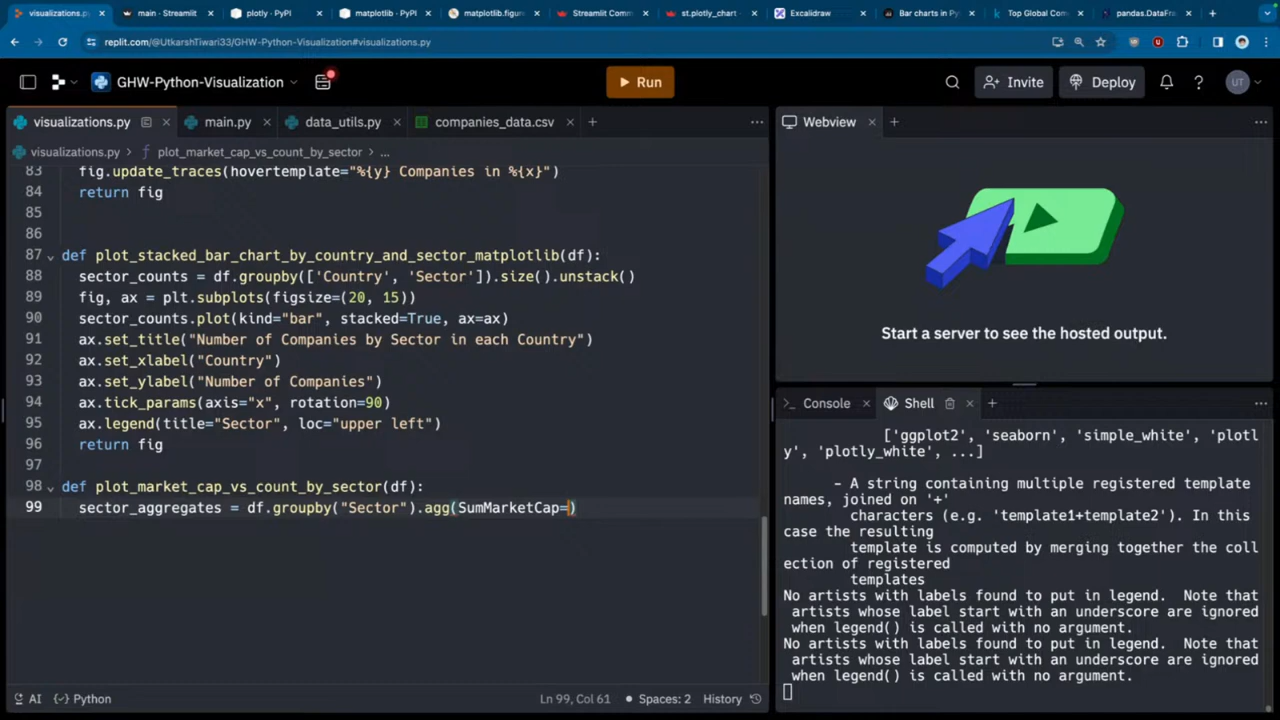 visualizations.py
main - Streamlit
plotly · PyPI
matplotlib · PyPI
matplotlib.figur
Streamlit Comm
st.plotly_chart
Excalidraw
Bar charts in Py
Top Global Com
pandas.DataFra
replit.com/@UtkarshTiwari33/GHW-Python-Visualization#visualizations.py
GHW-Python-Visualization
Run
Invite
Deploy
UT
visualizations.py
main.py
data_utils.py
companies_data.csv
visualizations.py > plot_market_cap_vs_count_by_sector > ...
83 fig.update_traces(hovertemplate="%{y} Companies in %{x}")
84 return fig
85
86
87 def plot_stacked_bar_chart_by_country_and_sector_matplotlib(df):
88 sector_counts = df.groupby(['Country', 'Sector']).size().unstack()
89 fig, ax = plt.subplots(figsize=(20, 15))
90 sector_counts.plot(kind="bar", stacked=True, ax=ax)
91 ax.set_title("Number of Companies by Sector in each Country")
92 ax.set_xlabel("Country")
93 ax.set_ylabel("Number of Companies")
94 ax.tick_params(axis="x", rotation=90)
95 ax.legend(title="Sector", loc="upper left")
96 return fig
97
98 def plot_market_cap_vs_count_by_sector(df):
99 sector_aggregates = df.groupby("Sector").agg(SumMarketCap=)
AI
Python
Ln 99, Col 61
Spaces: 2
History
Webview
Start a server to see the hosted output.
Console
Shell
['ggplot2', 'seaborn', 'simple_white', 'plotl
y', 'plotly_white', ...]
- A string containing multiple registered template
names, joined on '+'
characters (e.g. 'template1+template2'). In this
case the resulting
template is computed by merging together the coll
ection of registered
templates
No artists with labels found to put in legend. Note that
artists whose label start with an underscore are ignored
when legend() is called with no argument.
No artists with labels found to put in legend. Note that
artists whose label start with an underscore are ignored
when legend() is called with no argument.